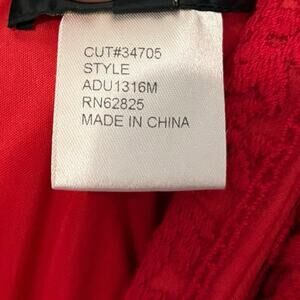 CUT#34705
STYLE
ADU1316M
RN62825
MADE IN CHINA